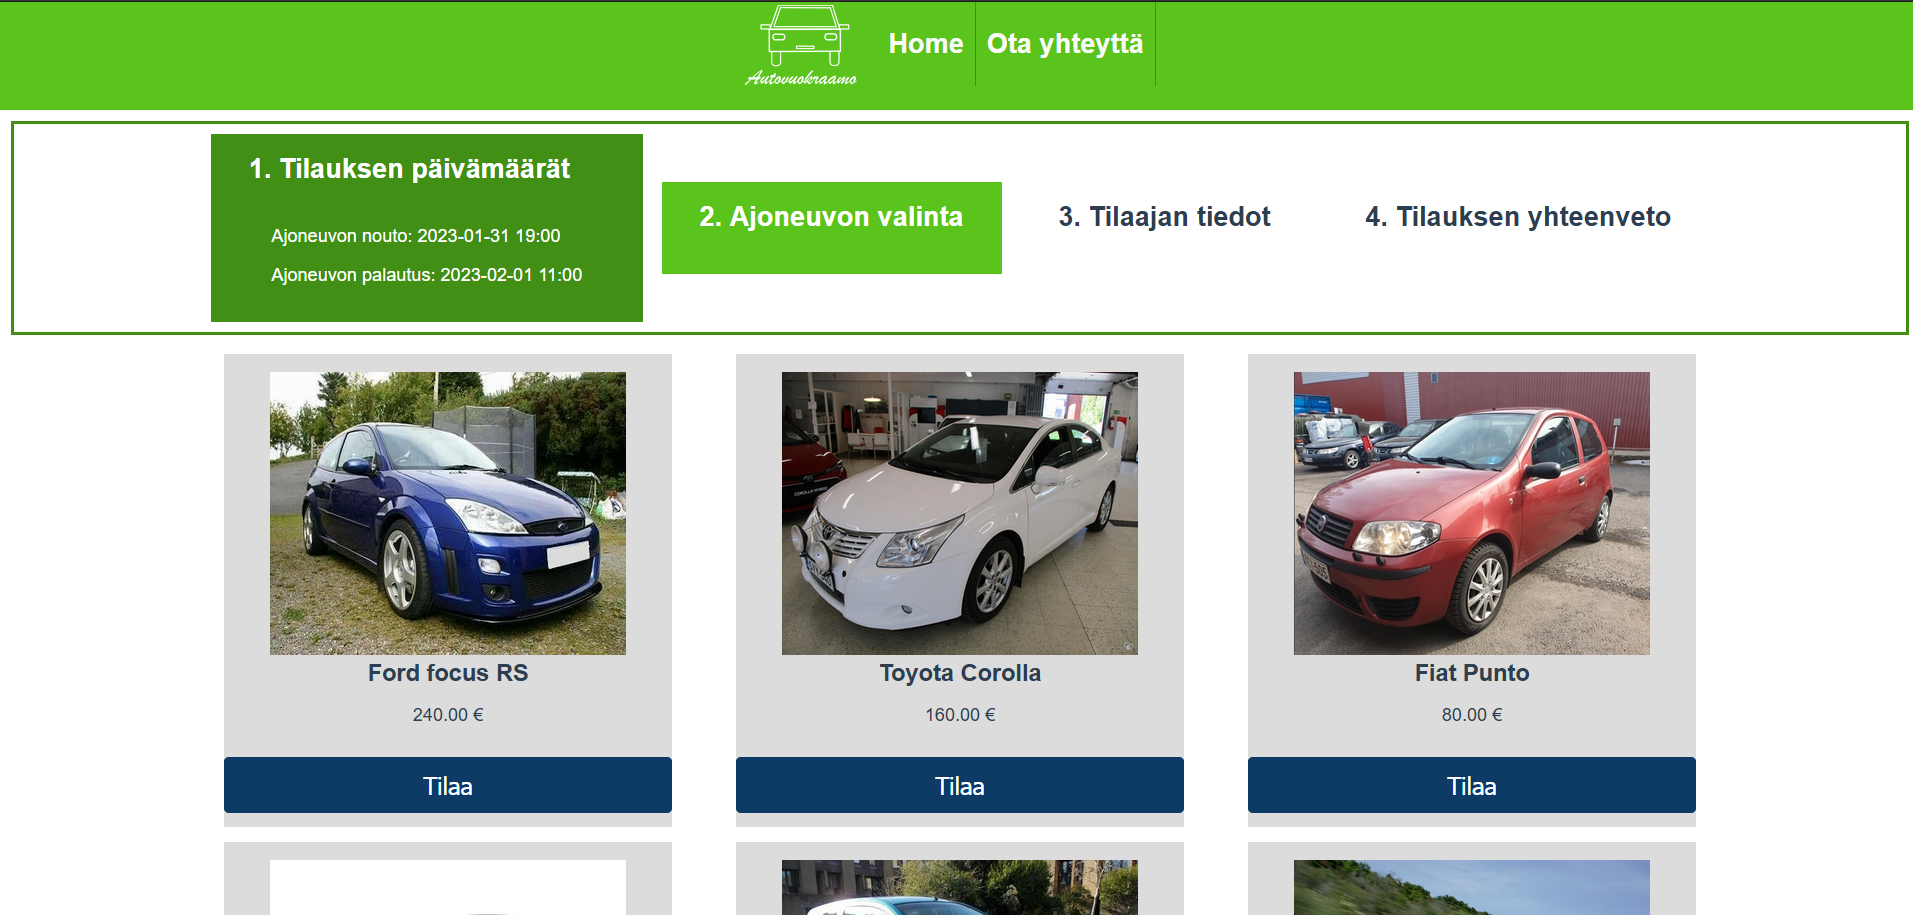 Autovuokraamo
Home
Ota yhteyttä
1. Tilauksen päivämäärät
Ajoneuvon nouto: 2023-01-31 19:00
Ajoneuvon palautus: 2023-02-01 11:00
2. Ajoneuvon valinta
3. Tilaajan tiedot
4. Tilauksen yhteenveto
COROLLA HYBRID
Ford focus RS
240.00 €
Tilaa
Toyota Corolla
160.00 €
Tilaa
Fiat Punto
80.00 €
Tilaa